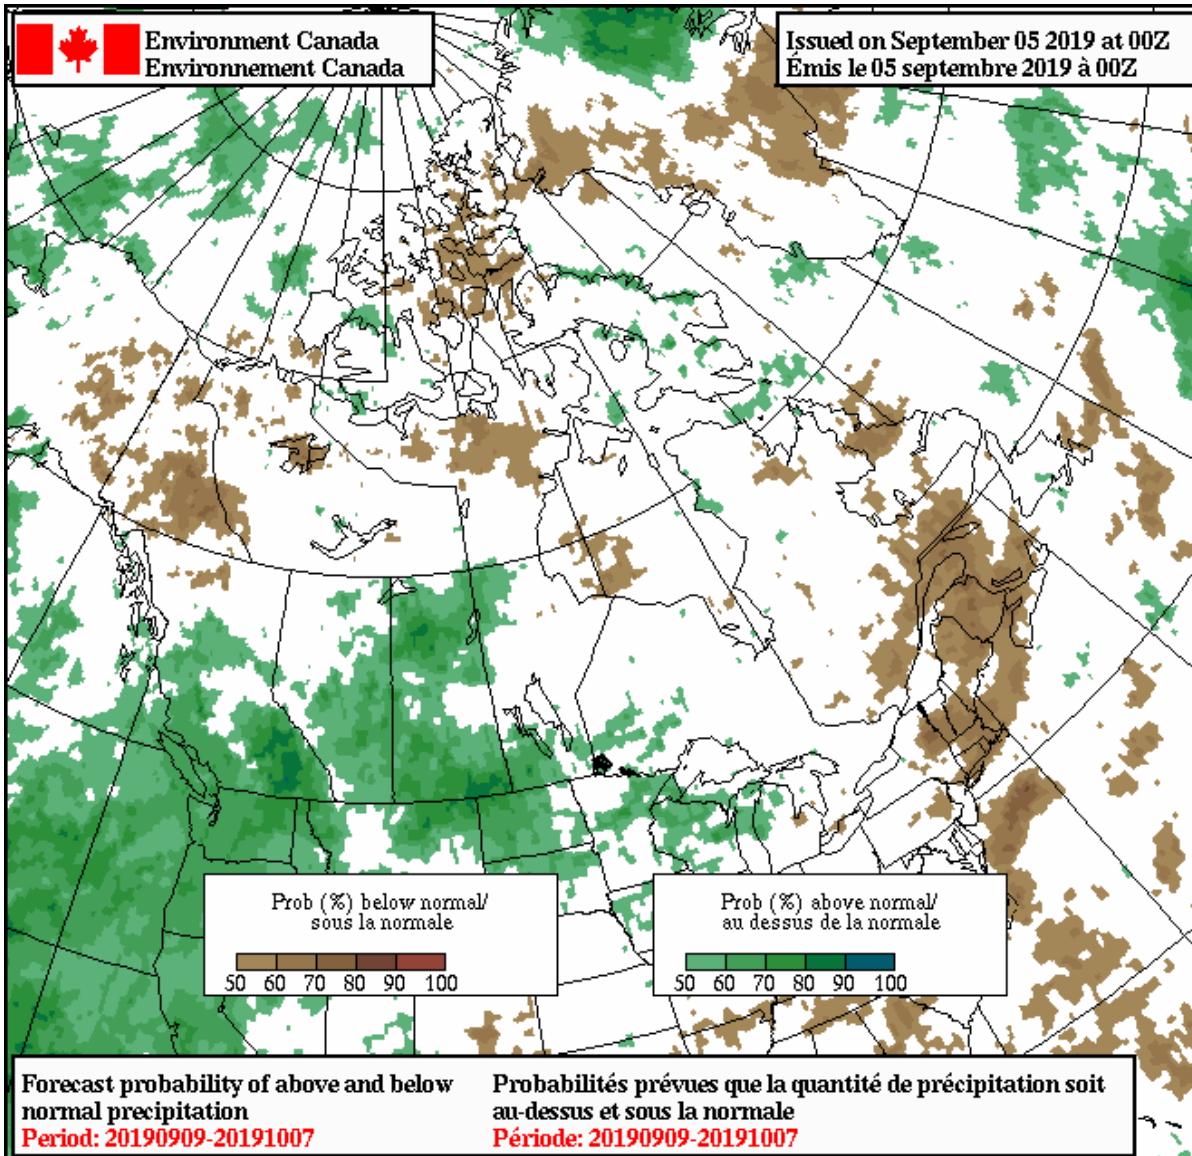 Environment Canada
Environnement Canada
Issued on September 05 2019 at 00Z
Émis le 05 septembre 2019 à 00Z
Prob (%) below normal/
sous la normale
50 60 70 80 90 100
Prob (%) above normal/
au dessus de la normale
50 60 70 80 90 100
Forecast probability of above and below
normal precipitation
Period: 20190909-20191007
Probabilités prévues que la quantité de précipitation soit
au-dessus et sous la normale
Période: 20190909-20191007